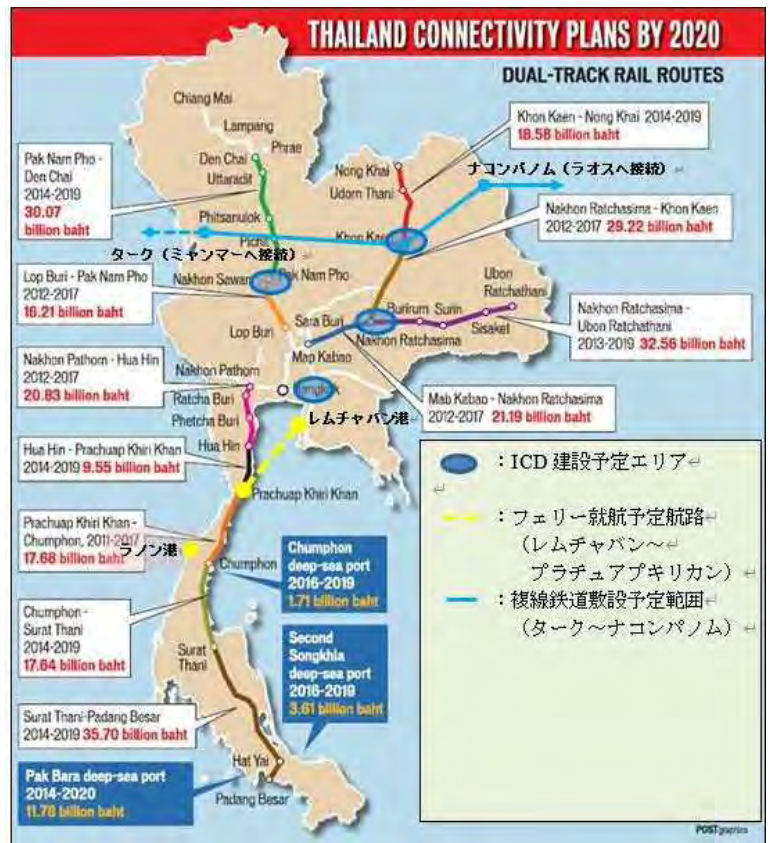 THAILAND CONNECTIVITY PLANS BY 2020
DUAL-TRACK RAIL ROUTES
Chiang Mai
Lampang
Phrae
Den Chai
Uttaradit
Phitsanulok
Pichit
Pak Nam Pho -
Den Chai
2014-2019
30.07
billion baht
Khon Kaen - Nong Khai 2014-2019
18.58 billion baht
Nong Khai
Udorn Thani
ナコンパノム（ラオスへ接続）
Khon Kaen
Nakhon Ratchasima - Khon Kaen
2012-2017 29.22 billion baht
ターク（ミャンマーへ接続）
Nakhon Sawan
Pak Nam Pho
Lop Buri - Pak Nam Pho
2012-2017
16.21 billion baht
Lop Buri
Sara Buri
Map Kabao
Burirum
Surin
Sisaket
Ubon
Ratchathani
Nakhon Ratchasima
Nakhon Ratchasima -
Ubon Ratchathani
2013-2019 32.56 billion baht
Nakhon Pathom - Hua Hin
2012-2017
20.83 billion baht
Nakhon Pathom
Ratcha Buri
Phetcha Buri
Hua Hin
レムチャバン港
Mab Kabao - Nakhon Ratchasima
2012-2017 21.19 billion baht
Hua Hin - Prachuap Khiri Khan
2014-2019 9.55 billion baht
Prachuap Khiri Khan
Prachuap Khiri Khan -
Chumphon, 2011-2017
17.68 billion baht
ラノン港
Chumphon
Chumphon
deep-sea port
2016-2019
1.71 billion baht
Chumphon -
Surat Thani
2014-2019
17.64 billion baht
Surat
Thani
Second
Songkhla
deep-sea port
2016-2019
3.61 billion baht
Surat Thani-Padang Besar
2014-2019 35.70 billion baht
Hat Yai
Padang Besar
Pak Bara deep-sea port
2014-2020
11.78 billion baht
：ICD 建設予定エリア
：フェリー就航予定航路
（レムチャバン～
プラチュアプキリカン）
：複線鉄道敷設予定範囲
（ターク～ナコンパノム）
POSTgraphics